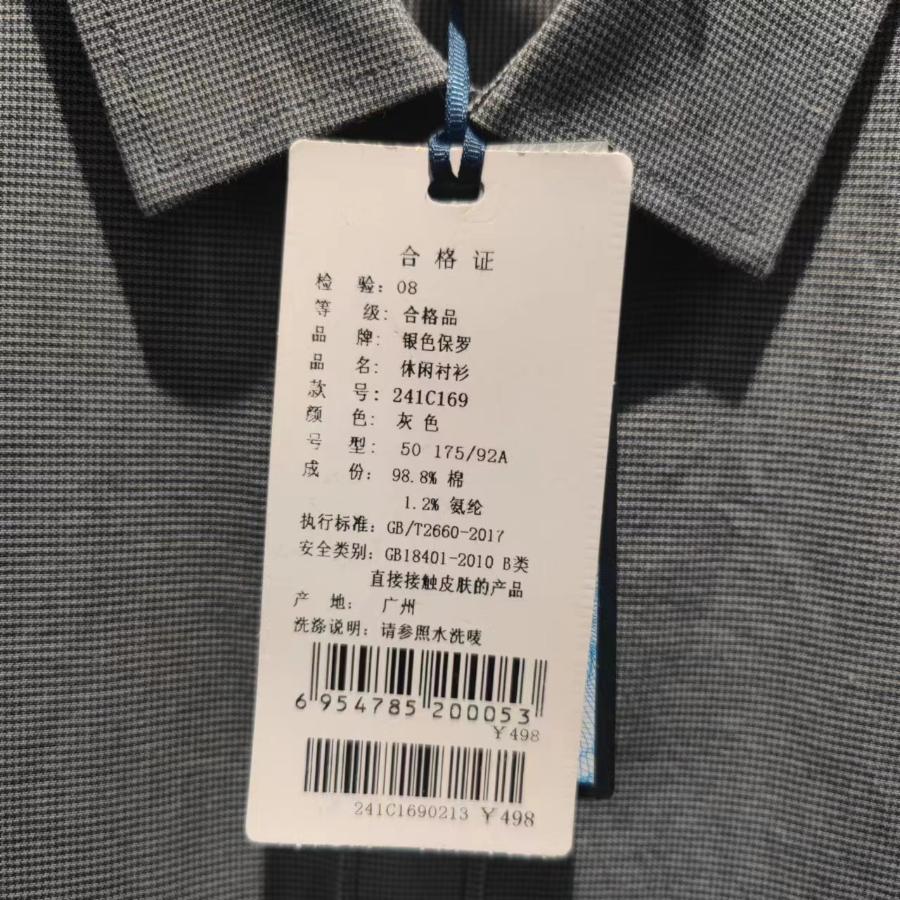 合格证
检 验：08
等 级：合格品
品 牌：银色保罗
品 名：休闲衬衫
款 号：241C169
颜 色：灰色
号 型：50 175/92A
成 份：98.8% 棉
1.2% 氨纶
执行标准：GB/T2660-2017
安全类别：GB18401-2010 B类
直接接触皮肤的产品
产 地：广州
洗涤说明：请参照水洗唛
6 954785 200053
￥498
241C1690213 ￥498